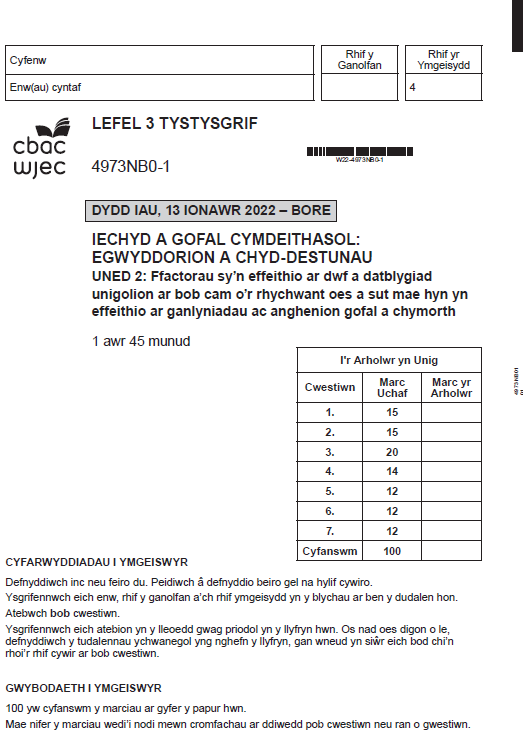 Cyfenw
Rhif y
Ganolfan
Rhif yr
Ymgeisydd
Enw(au) cyntaf
4
cbac
wjec
LEFEL 3 TYSTYSGRIF
4973NB0-1
W22-4973NB0-1
DYDD IAU, 13 IONAWR 2022 – BORE
IECHYD A GOFAL CYMDEITHASOL:
EGWYDDORION A CHYD-DESTUNAU
UNED 2: Ffactorau sy'n effeithio ar dwf a datblygiad
unigolion ar bob cam o'r rhychwant oes a sut mae hyn yn
effeithio ar ganlyniadau ac anghenion gofal a chymorth
1 awr 45 munud
I'r Arholwr yn Unig
Cwestiwn
Marc
Uchaf
Marc yr
Arholwr
1. 15
2. 15
3. 20
4. 14
5. 12
6. 12
7. 12
Cyfanswm 100
4973NB01
CYFARWYDDIADAU I YMGEISWYR
Defnyddiwch inc neu feiro du. Peidiwch â defnyddio beiro gel na hylif cywiro.
Ysgrifennwch eich enw, rhif y ganolfan a'ch rhif ymgeisydd yn y blychau ar ben y dudalen hon.
Atebwch bob cwestiwn.
Ysgrifennwch eich atebion yn y lleoedd gwag priodol yn y llyfryn hwn. Os nad oes digon o le,
defnyddiwch y tudalennau ychwanegol yng nghefn y llyfryn, gan wneud yn siŵr eich bod chi'n
rhoi'r rhif cywir ar bob cwestiwn.
GWYBODAETH I YMGEISWYR
100 yw cyfanswm y marciau ar gyfer y papur hwn.
Mae nifer y marciau wedi'i nodi mewn cromfachau ar ddiwedd pob cwestiwn neu ran o gwestiwn.